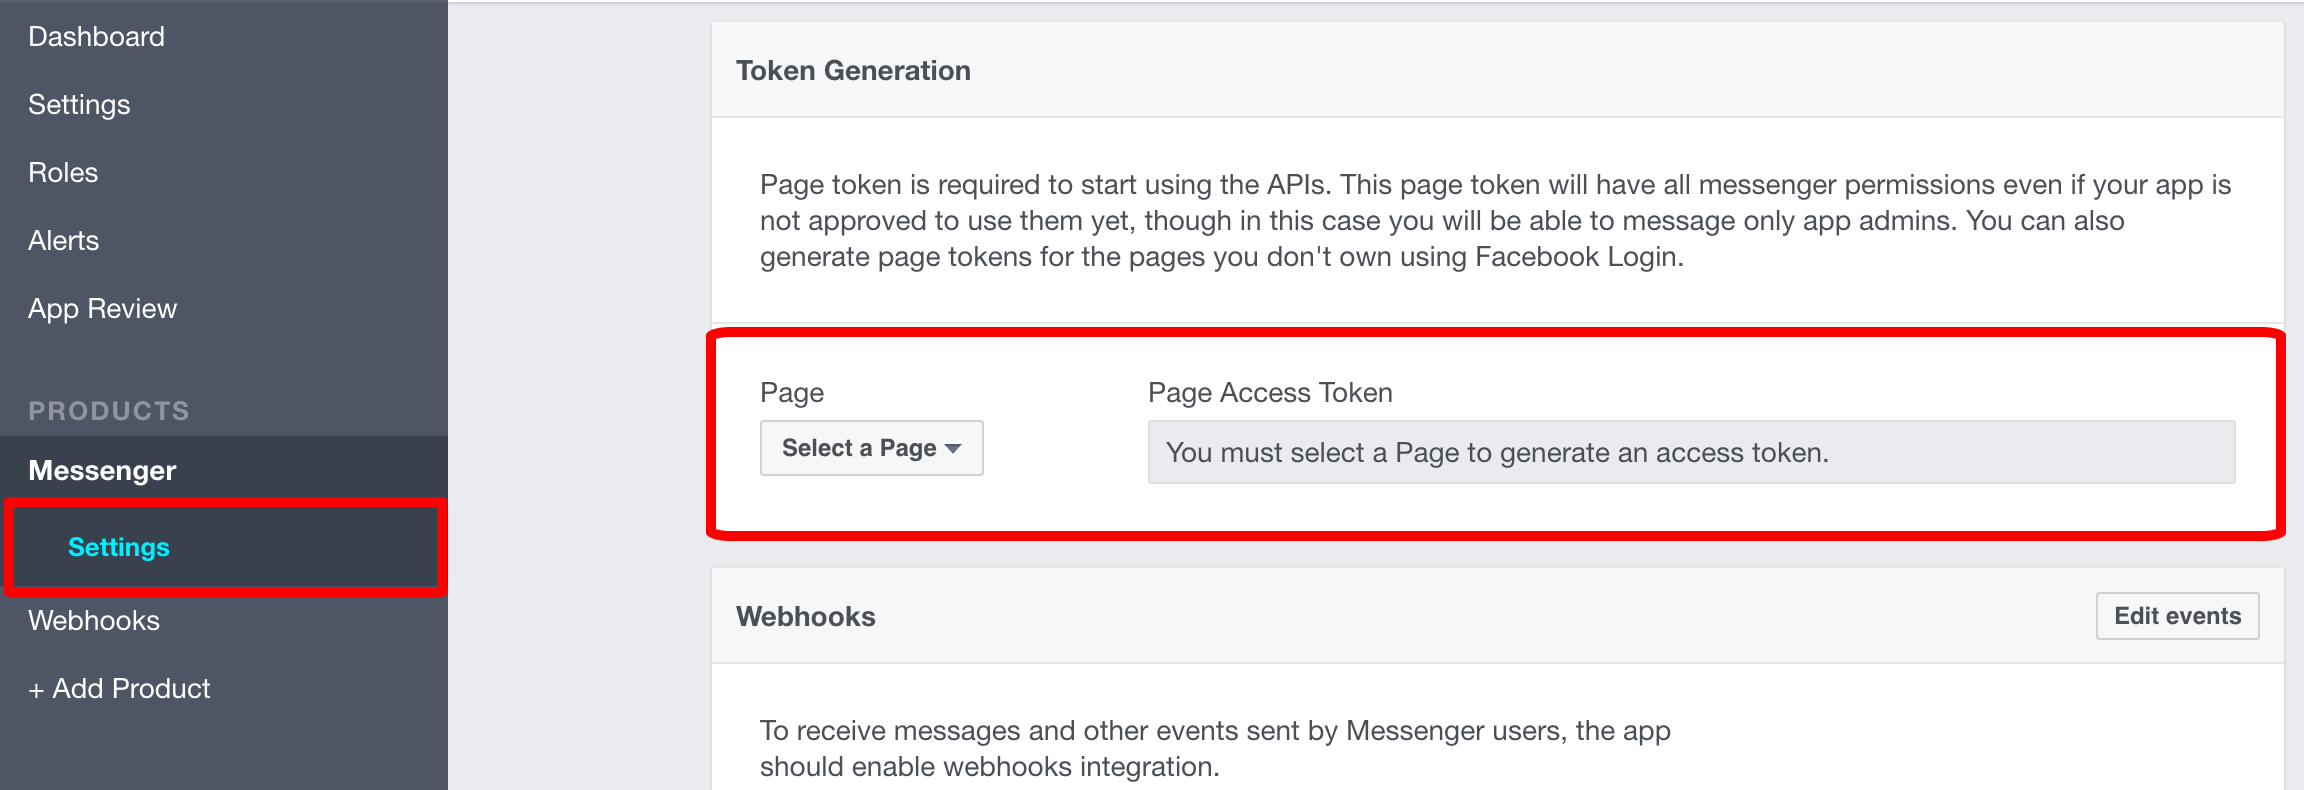 Dashboard
Settings
Roles
Alerts
App Review
PRODUCTS
Messenger
Settings
Webhooks
+ Add Product
Token Generation
Page token is required to start using the APIs. This page token will have all messenger permissions even if your app is
not approved to use them yet, though in this case you will be able to message only app admins. You can also
generate page tokens for the pages you don't own using Facebook Login.
Page
Select a Page
Page Access Token
You must select a Page to generate an access token.
Webhooks
Edit events
To receive messages and other events sent by Messenger users, the app
should enable webhooks integration.